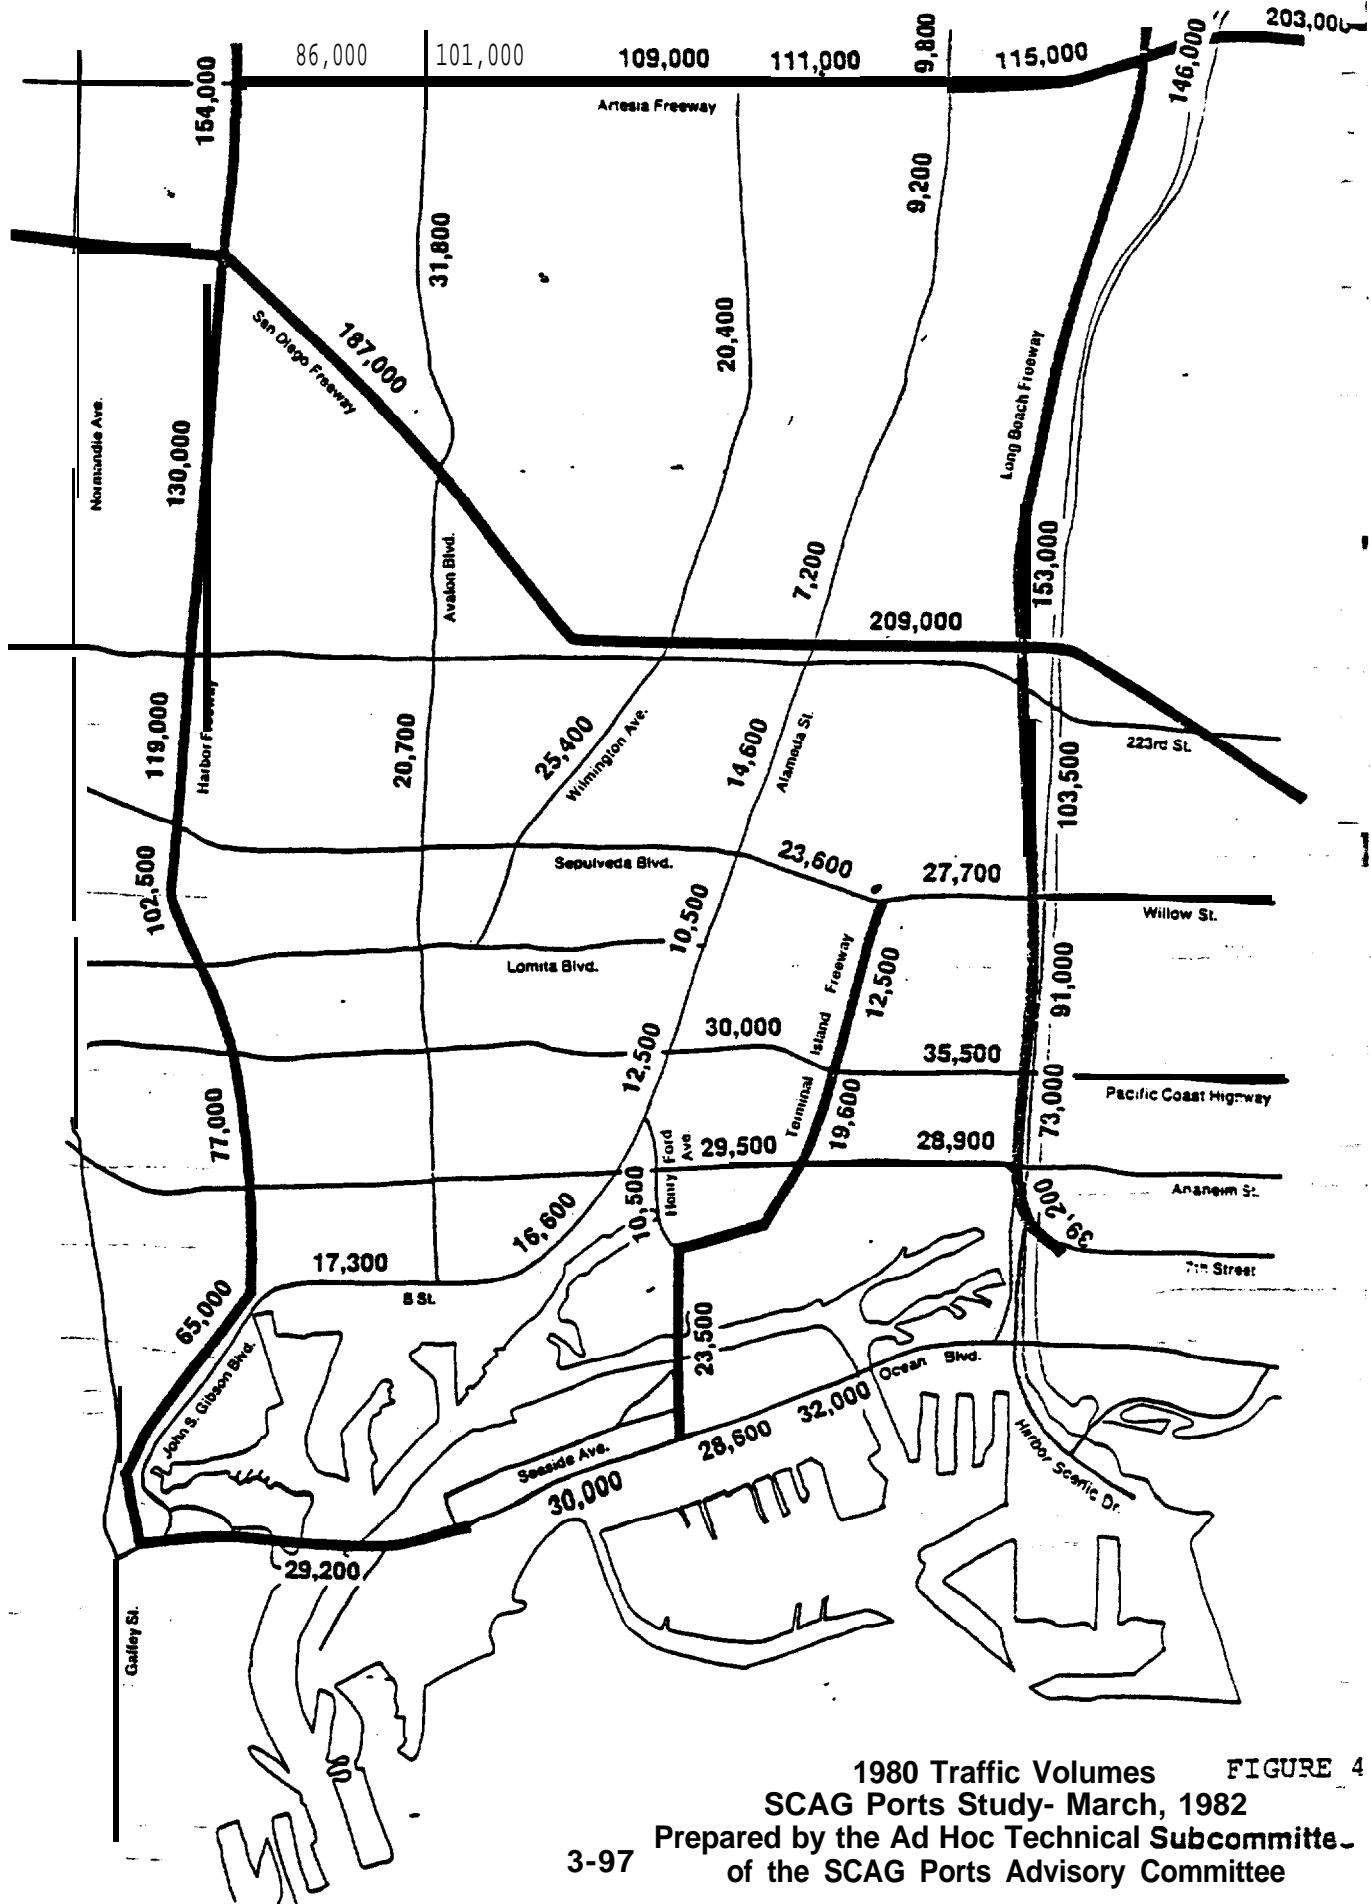 203,00
86,000
101,000
109,000
111,000
9,800
115,000
146,000
154,000
Artesia Freeway
9,200
31,800
San Diego Freeway
187,000
20,400
Long Beach Freeway
Normandie Ave.
130,000
Avalon Blvd.
7,200
153,000
209,000
119,000
Harbor Freeway
20,700
25,400
Wilmington Ave.
14,600
Alameda St.
223rd St.
103,500
Sepulveda Blvd.
23,600
27,700
Willow St.
102,500
10,500
Lomita Blvd.
Terminal Island Freeway
12,500
91,000
30,000
12,500
35,500
Pacific Coast Highway
77,000
19,600
73,000
29,500
28,900
Henry Ford
Ave.
10,500
Anaheim St.
39,200
16,600
17,300
B St.
7th Street
65,000
John S. Gibson Blvd.
23,500
Ocean Blvd.
32,000
28,600
Seaside Ave.
30,000
Harbor Scenic Dr.
29,200
Gaffey St.
1980 Traffic Volumes
FIGURE 4
SCAG Ports Study- March, 1982
Prepared by the Ad Hoc Technical Subcommitte
of the SCAG Ports Advisory Committee
3-97